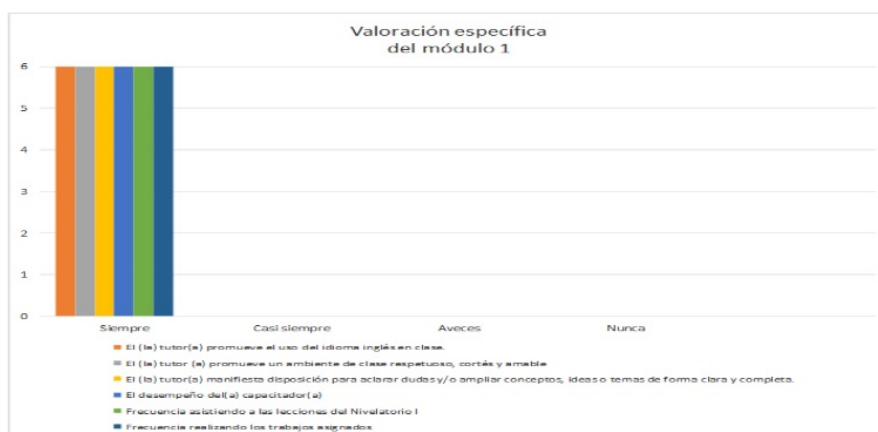 Valoración específica
del módulo 1
6
5
4
3
2
1
0
Siempre Casi siempre Aveces Nunca
El (la) tutor(a) promueve el uso del idioma inglés en clase.
El (la) tutor (a) promueve un ambiente de clase respetuoso, cortés y amable
El (la) tutor(a) manifiesta disposición para aclarar dudas y/o ampliar conceptos, ideas o temas de forma clara y completa.
El desempeño del(a) capacitador(a)
Frecuencia asistiendo a las lecciones del Nivelatorio I
Frecuencia realizando los trabajos asignados